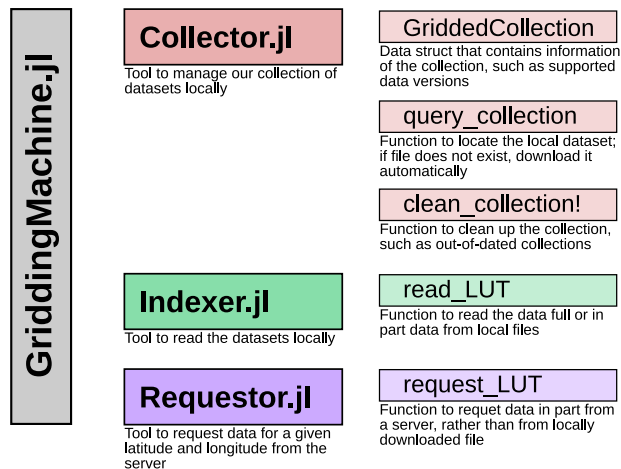 GriddingMachine.jl
Collector.jl
Tool to manage our collection of
datasets locally
GriddedCollection
Data struct that contains information
of the collection, such as supported
data versions
query_collection
Function to locate the local dataset;
if file does not exist, download it
automatically
clean_collection!
Function to clean up the collection,
such as out-of-dated collections
Indexer.jl
Tool to read the datasets locally
read_LUT
Function to read the data full or in
part data from local files
Requestor.jl
Tool to request data for a given
latitude and longitude from the
server
request_LUT
Function to requet data in part from
a server, rather than from locally
downloaded file